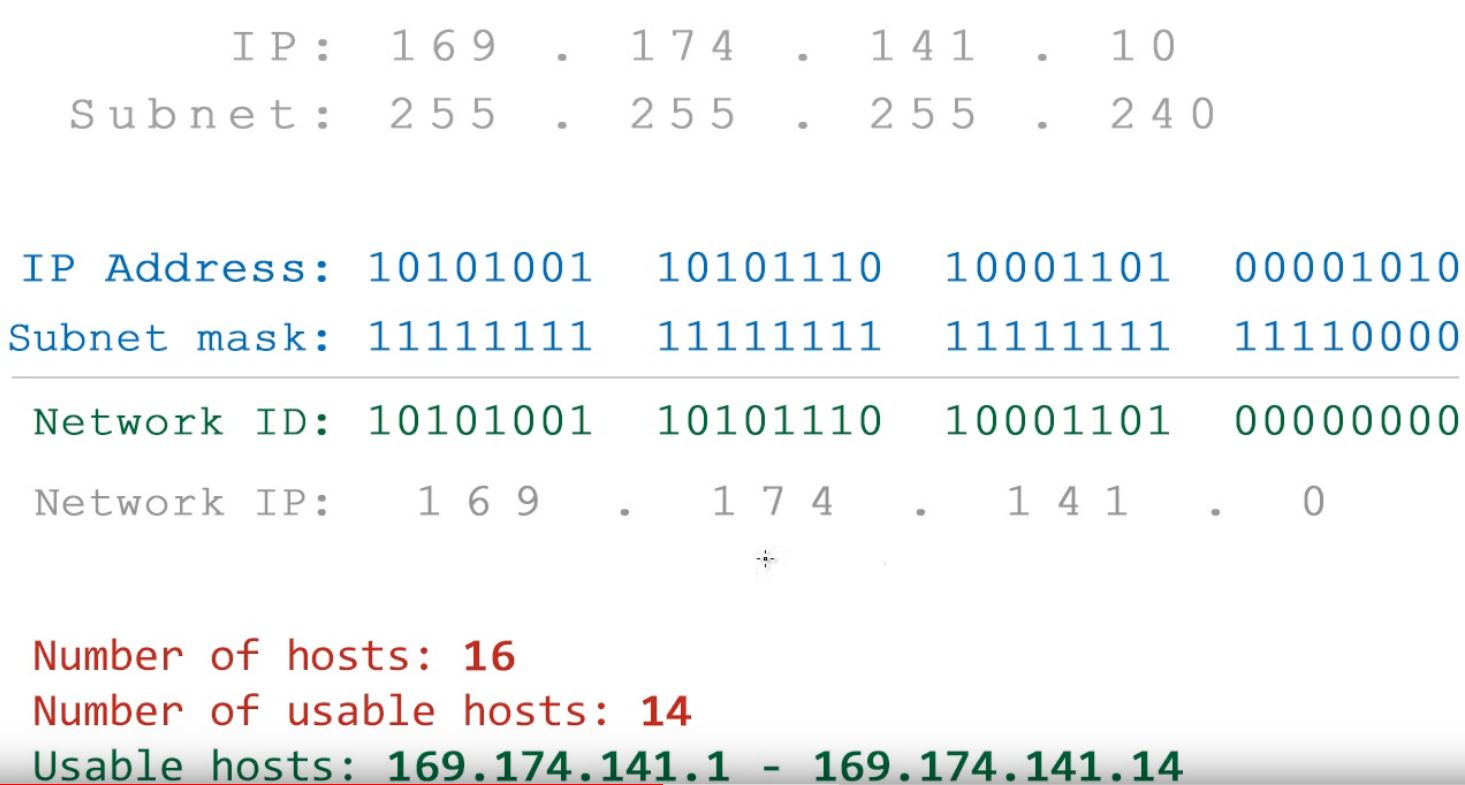 IP: 169 . 174 . 141 . 10
Subnet: 255 . 255 . 255 . 240
IP Address: 10101001 10101110 10001101 00001010
Subnet mask: 11111111 11111111 11111111 11110000
Network ID: 10101001 10101110 10001101 00000000
Network IP: 169 . 174 . 141 . 0
Number of hosts: 16
Number of usable hosts: 14
Usable hosts: 169.174.141.1 - 169.174.141.14